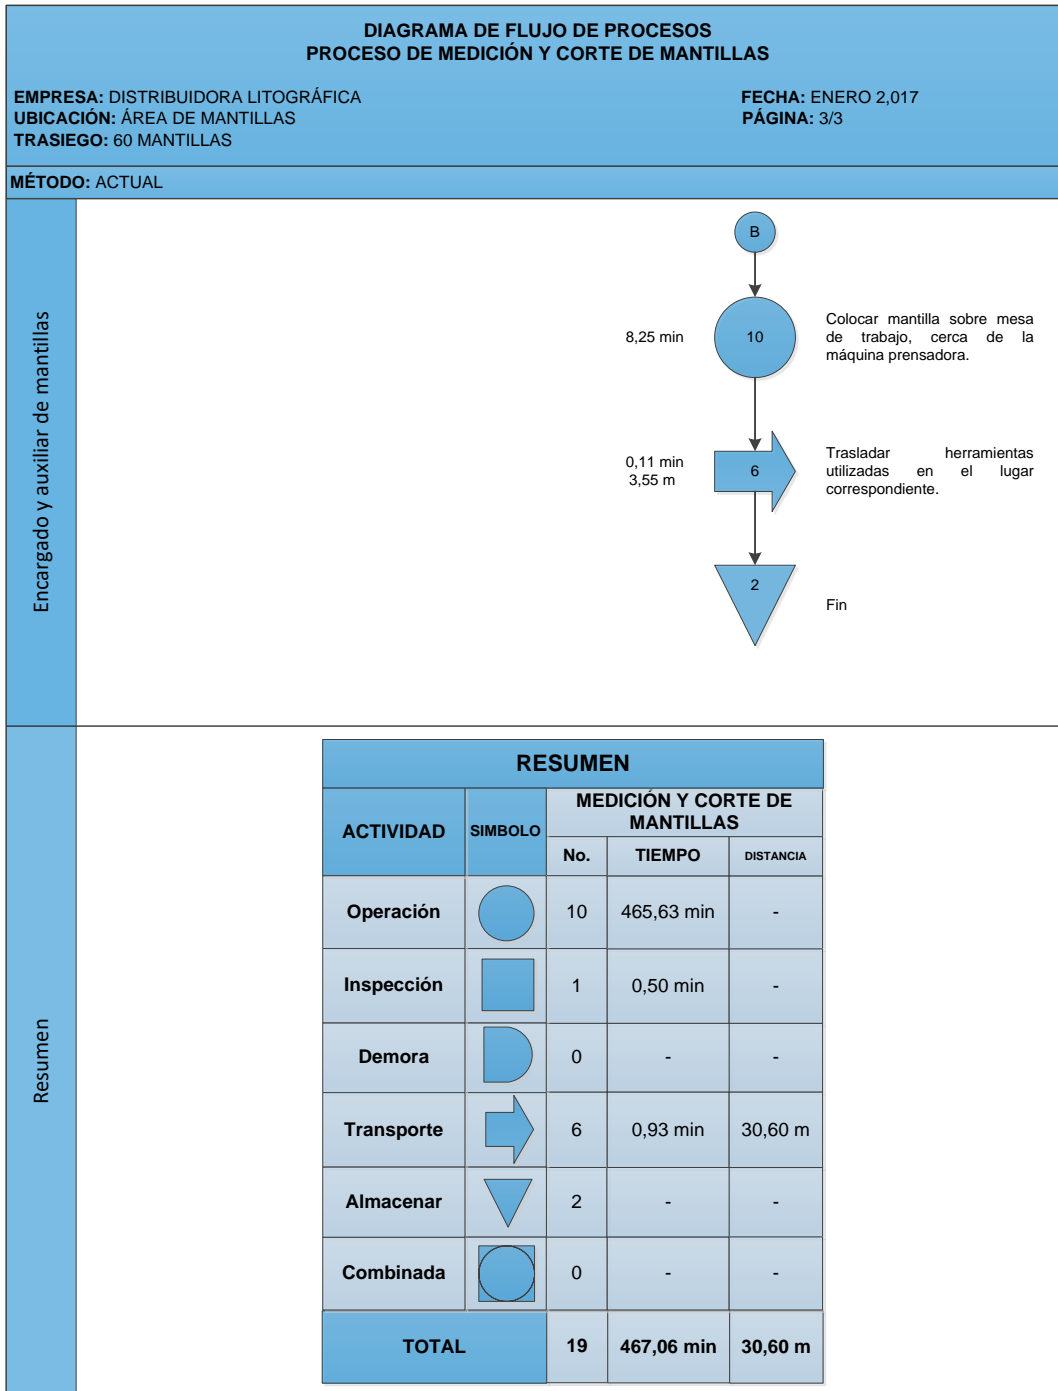 DIAGRAMA DE FLUJO DE PROCESOS
PROCESO DE MEDICIÓN Y CORTE DE MANTILLAS
EMPRESA: DISTRIBUIDORA LITOGRÁFICA
FECHA: ENERO 2,017
UBICACIÓN: ÁREA DE MANTILLAS
PÁGINA: 3/3
TRASIEGO: 60 MANTILLAS
MÉTODO: ACTUAL
Encargado y auxiliar de mantillas
B
8,25 min
10
Colocar mantilla sobre mesa
de trabajo, cerca de la
máquina prensadora.
0,11 min
3,55 m
6
Trasladar herramientas
utilizadas en el lugar
correspondiente.
2
Fin
Resumen
RESUMEN
ACTIVIDAD
SIMBOLO
MEDICIÓN Y CORTE DE
MANTILLAS
No. TIEMPO DISTANCIA
Operación 10 465,63 min -
Inspección 1 0,50 min -
Demora 0 - -
Transporte 6 0,93 min 30,60 m
Almacenar 2 - -
Combinada 0 - -
TOTAL 19 467,06 min 30,60 m